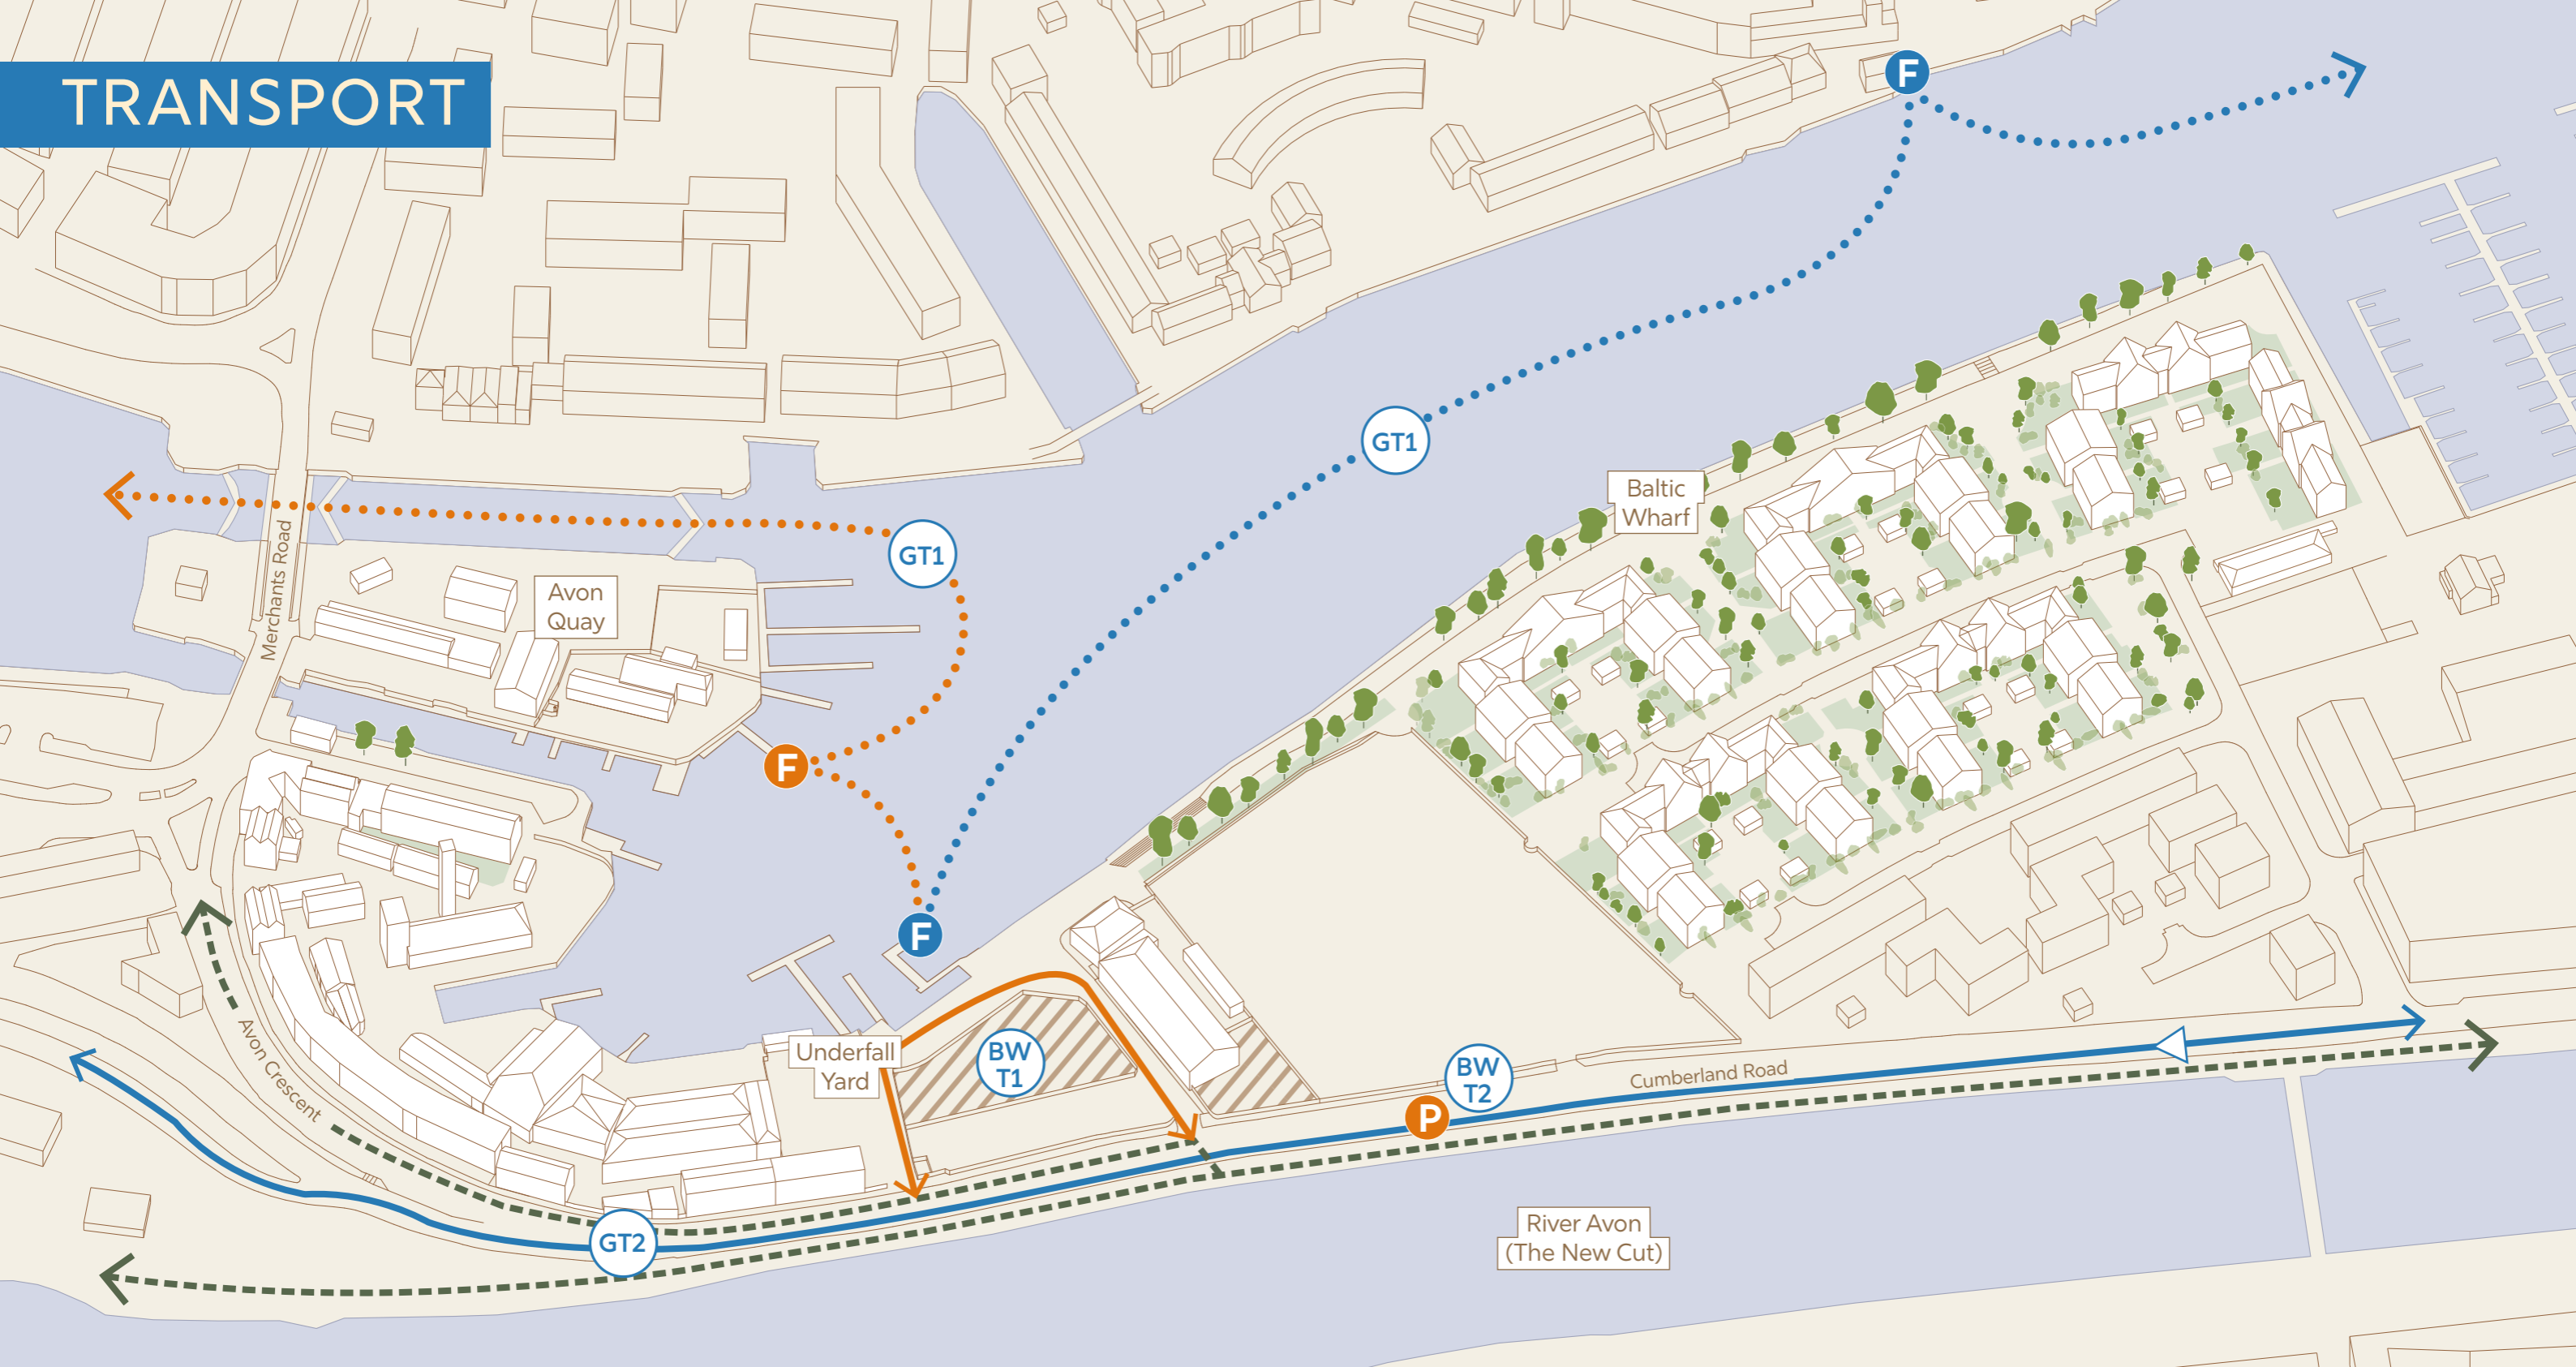 TRANSPORT
F
GT1
Baltic
Wharf
GT1
Merchants Road
Avon
Quay
F
F
Avon Crescent
Underfall
Yard
BW
T1
BW
T2
Cumberland Road
P
GT2
River Avon
(The New Cut)